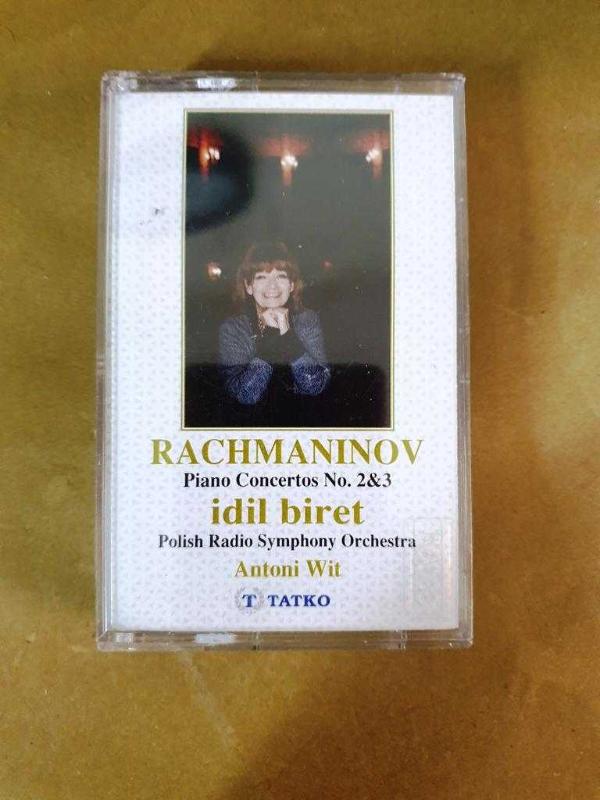 RACHMANINOV
Piano Concertos No. 2&3
idil biret
Polish Radio Symphony Orchestra
Antoni Wit
T TATKO